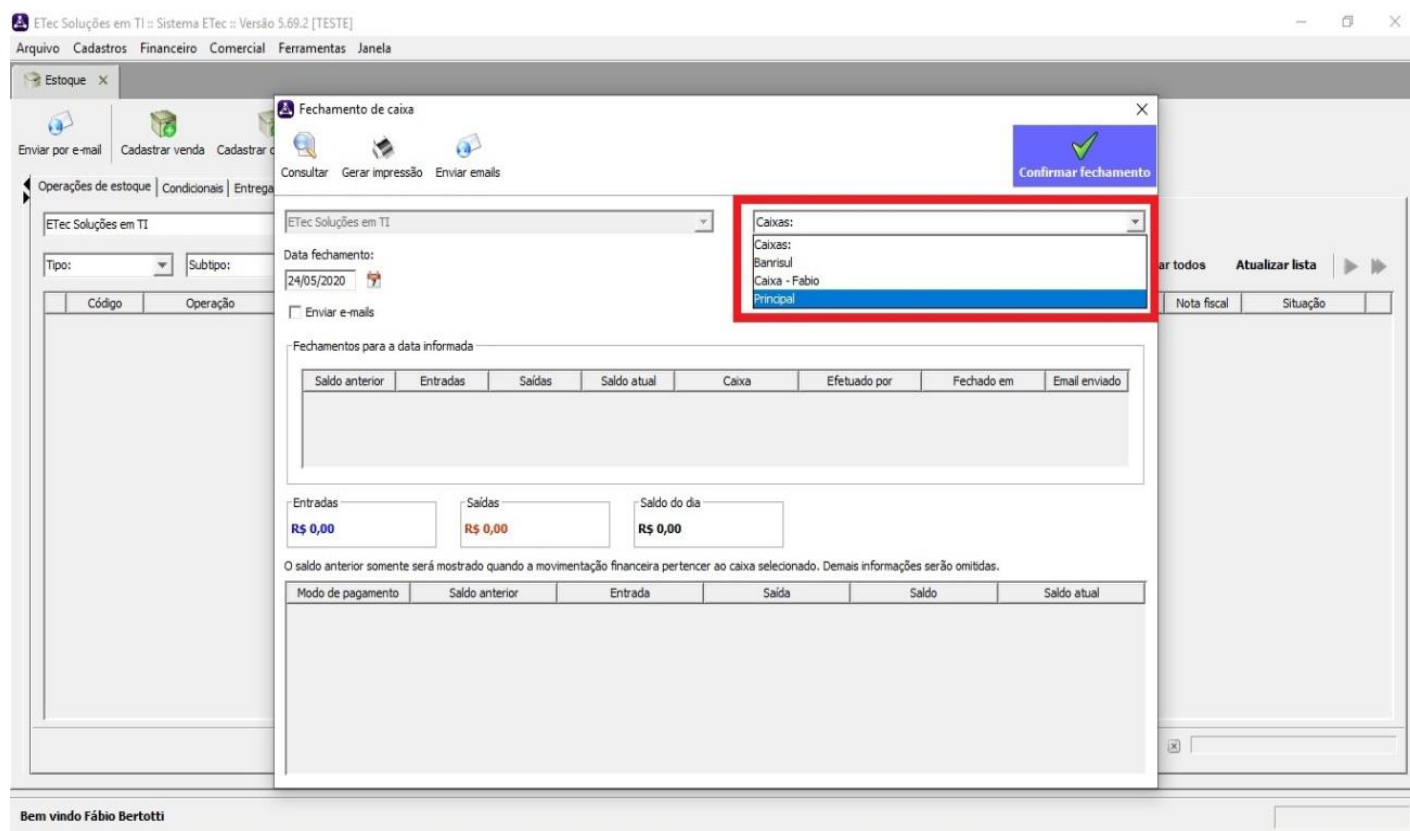 ETec Soluções em TI :: Sistema ETec :: Versão 5.69.2 [TESTE]
Arquivo Cadastros Financeiro Comercial Ferramentas Janela
Estoque
Enviar por e-mail Cadastrar venda Cadastrar
Operações de estoque Condicionais Entrega
ETec Soluções em TI
Tipo: Subtipo:
ar todos Atualizar lista
Código Operação Nota fiscal Situação
Fechamento de caixa
Consultar Gerar impressão Enviar emails Confirmar fechamento
ETec Soluções em TI Caixas:
Caixas:
Banrisul
Caixa - Fabio
Principal
Data fechamento:
24/05/2020
Enviar e-mails
Fechamentos para a data informada
Saldo anterior Entradas Saídas Saldo atual Caixa Efetuado por Fechado em Email enviado
Entradas Saídas Saldo do dia
R$ 0,00 R$ 0,00 R$ 0,00
O saldo anterior somente será mostrado quando a movimentação financeira pertencer ao caixa selecionado. Demais informações serão omitidas.
Modo de pagamento Saldo anterior Entrada Saída Saldo Saldo atual
Bem vindo Fábio Bertotti